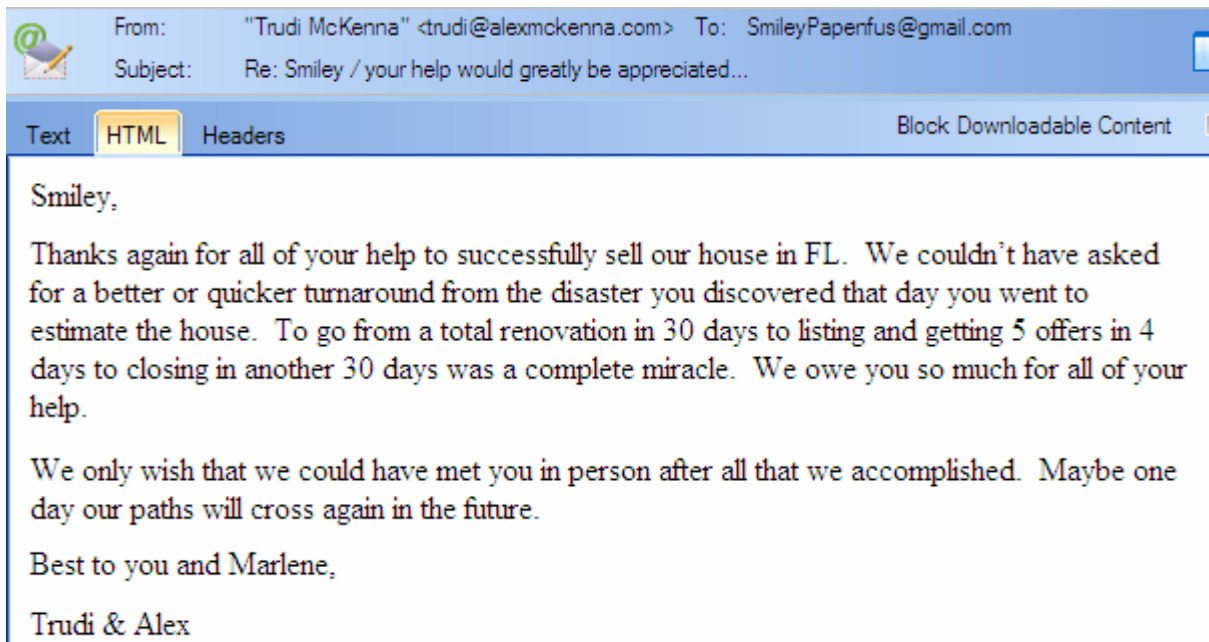 From: "Trudi McKenna" <trudi@alexmckenna.com> To: SmileyPapenfus@gmail.com
Subject: Re: Smiley / your help would greatly be appreciated...
Text HTML Headers Block Downloadable Content
Smiley,
Thanks again for all of your help to successfully sell our house in FL.  We couldn't have asked
for a better or quicker turnaround from the disaster you discovered that day you went to
estimate the house.  To go from a total renovation in 30 days to listing and getting 5 offers in 4
days to closing in another 30 days was a complete miracle.  We owe you so much for all of your
help.
We only wish that we could have met you in person after all that we accomplished.  Maybe one
day our paths will cross again in the future.
Best to you and Marlene,
Trudi & Alex